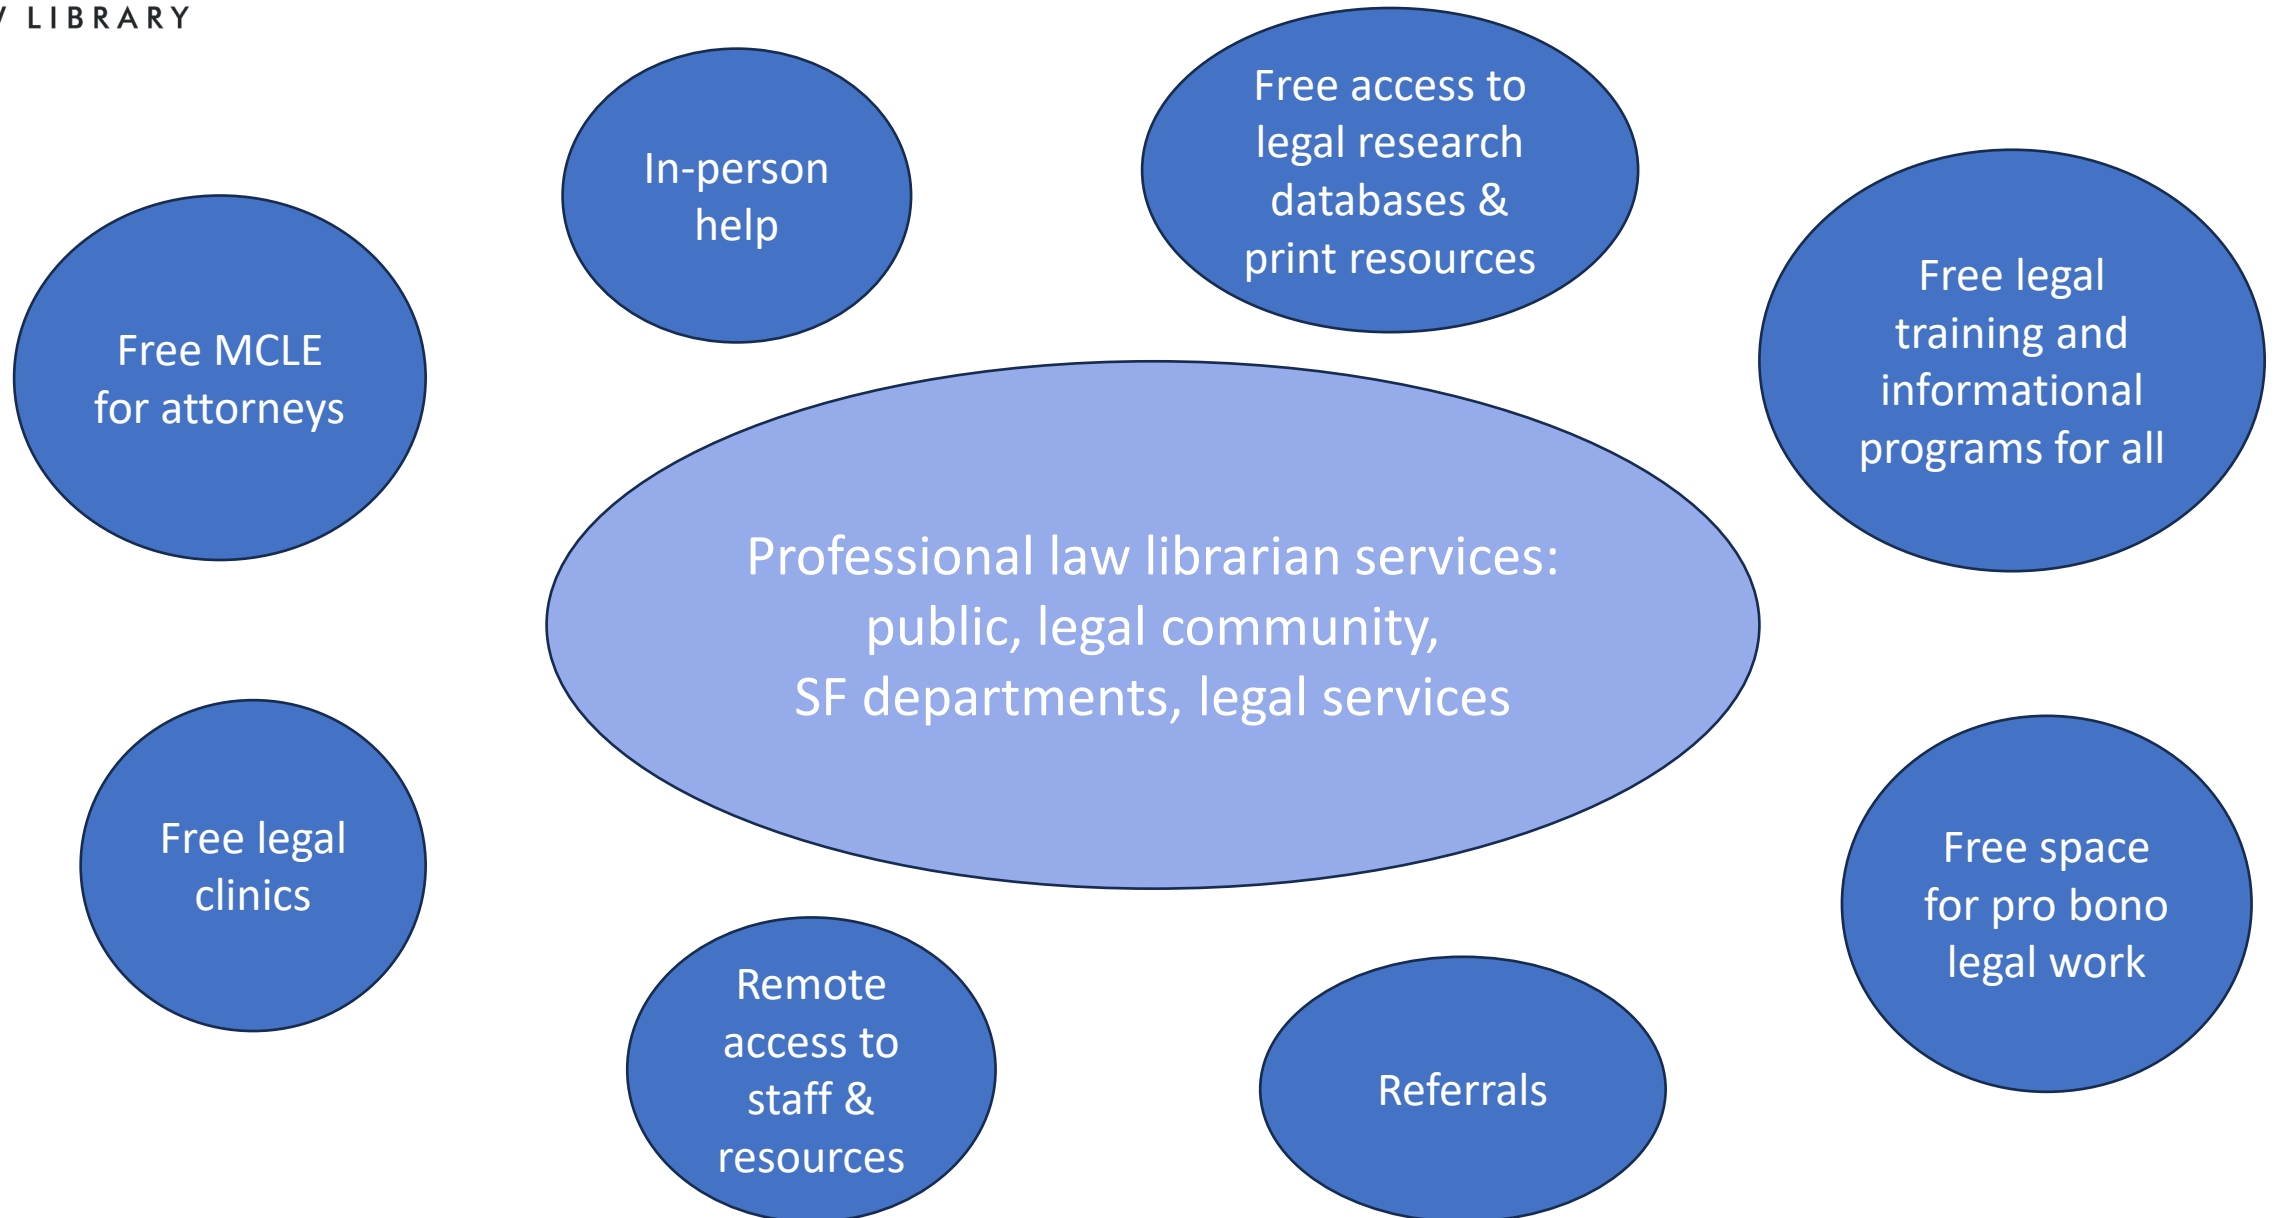 LIBRARY
In-person
help
Free access to
legal research
databases &
print resources
Free legal
training and
informational
programs for all
Free MCLE
for attorneys
Professional law librarian services:
public, legal community,
SF departments, legal services
Free legal
clinics
Free space
for pro bono
legal work
Remote
access to
staff &
resources
Referrals